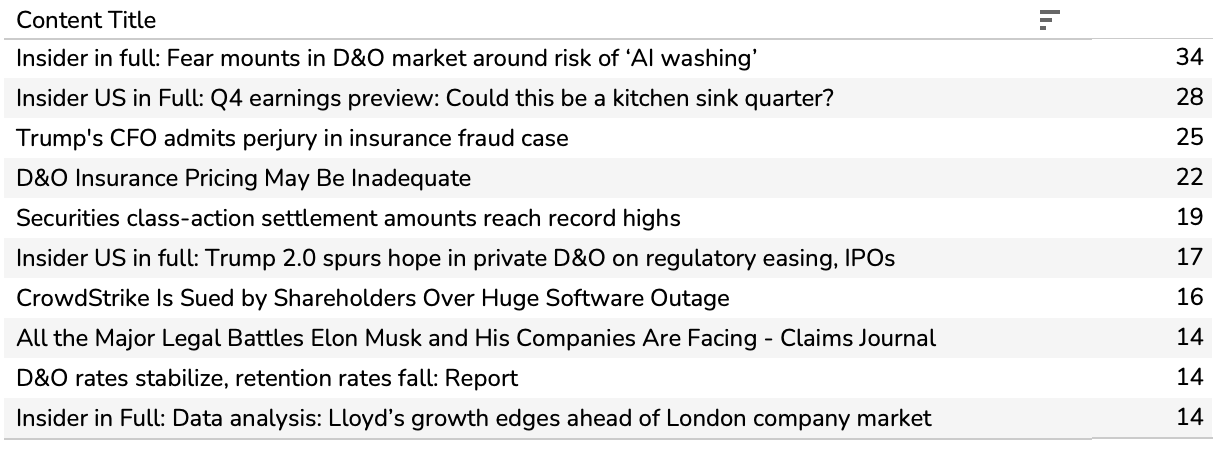 Content Title
Insider in full: Fear mounts in D&O market around risk of ‘AI washing’ 34
Insider US in Full: Q4 earnings preview: Could this be a kitchen sink quarter? 28
Trump's CFO admits perjury in insurance fraud case 25
D&O Insurance Pricing May Be Inadequate 22
Securities class-action settlement amounts reach record highs 19
Insider US in full: Trump 2.0 spurs hope in private D&O on regulatory easing, IPOs 17
CrowdStrike Is Sued by Shareholders Over Huge Software Outage 16
All the Major Legal Battles Elon Musk and His Companies Are Facing - Claims Journal 14
D&O rates stabilize, retention rates fall: Report 14
Insider in Full: Data analysis: Lloyd’s growth edges ahead of London company market 14